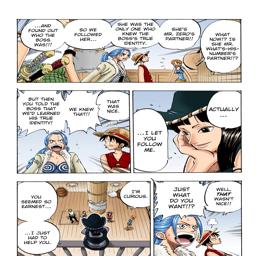 WHAT
NOW!? IS
SHE MR.
WHAT'S-HIS-
NUMBER'S
PARTNER!?
SHE'S
MR. ZERO'S
PARTNER!!
SHE WAS
THE ONLY
ONE WHO
KNEW THE
BOSS'S TRUE
IDENTITY.
SO WE
FOLLOWED
HER...
...AND
FOUND OUT
WHO THE
BOSS
WAS!!!
ACTUALLY
...
...I LET
YOU
FOLLOW
ME.
THAT
WAS
NICE.
WE KNEW
THAT!!
BUT THEN
YOU TOLD THE
BOSS THAT
WE'D LEARNED
HIS TRUE
IDENTITY!
WELL,
THAT
WASN'T
NICE!!
JUST
WHAT DO
YOU
WANT!!?
I'M
CURIOUS.
YOU
SEEMED SO
EARNEST...
...I JUST
HAD TO
HELP YOU.